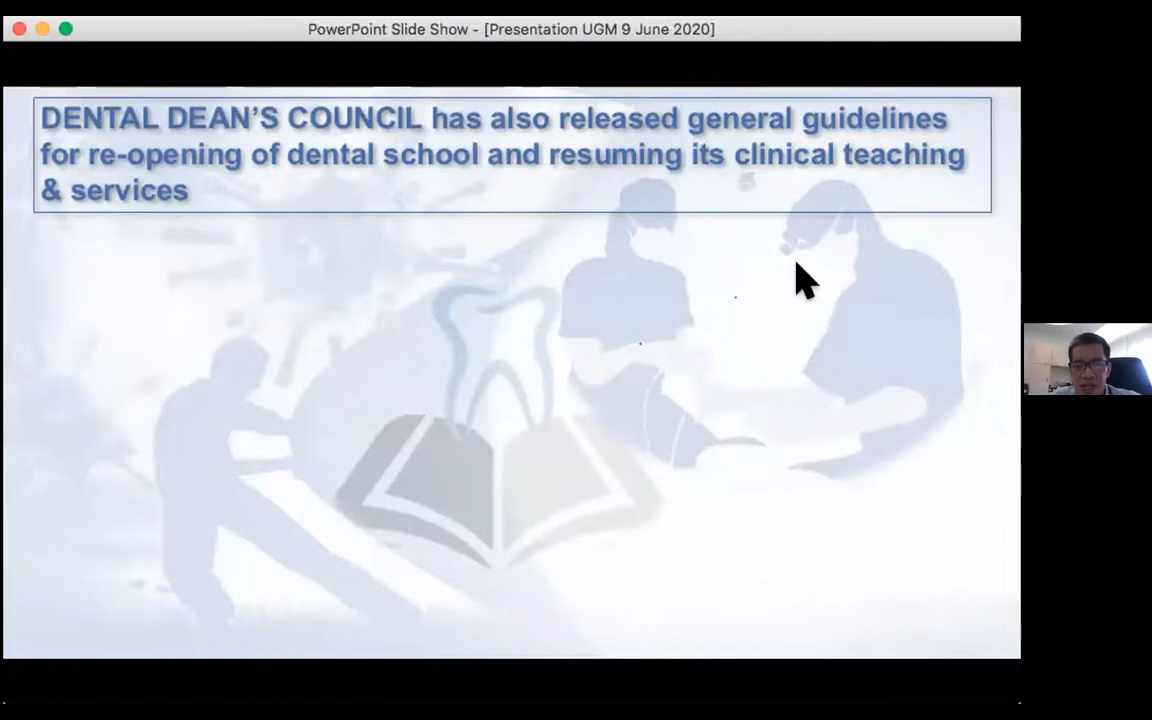 PowerPoint Slide Show - [Presentation UGM 9 June 2020]
DENTAL DEAN'S COUNCIL has also released general guidelines
for re-opening of dental school and resuming its clinical teaching
& services